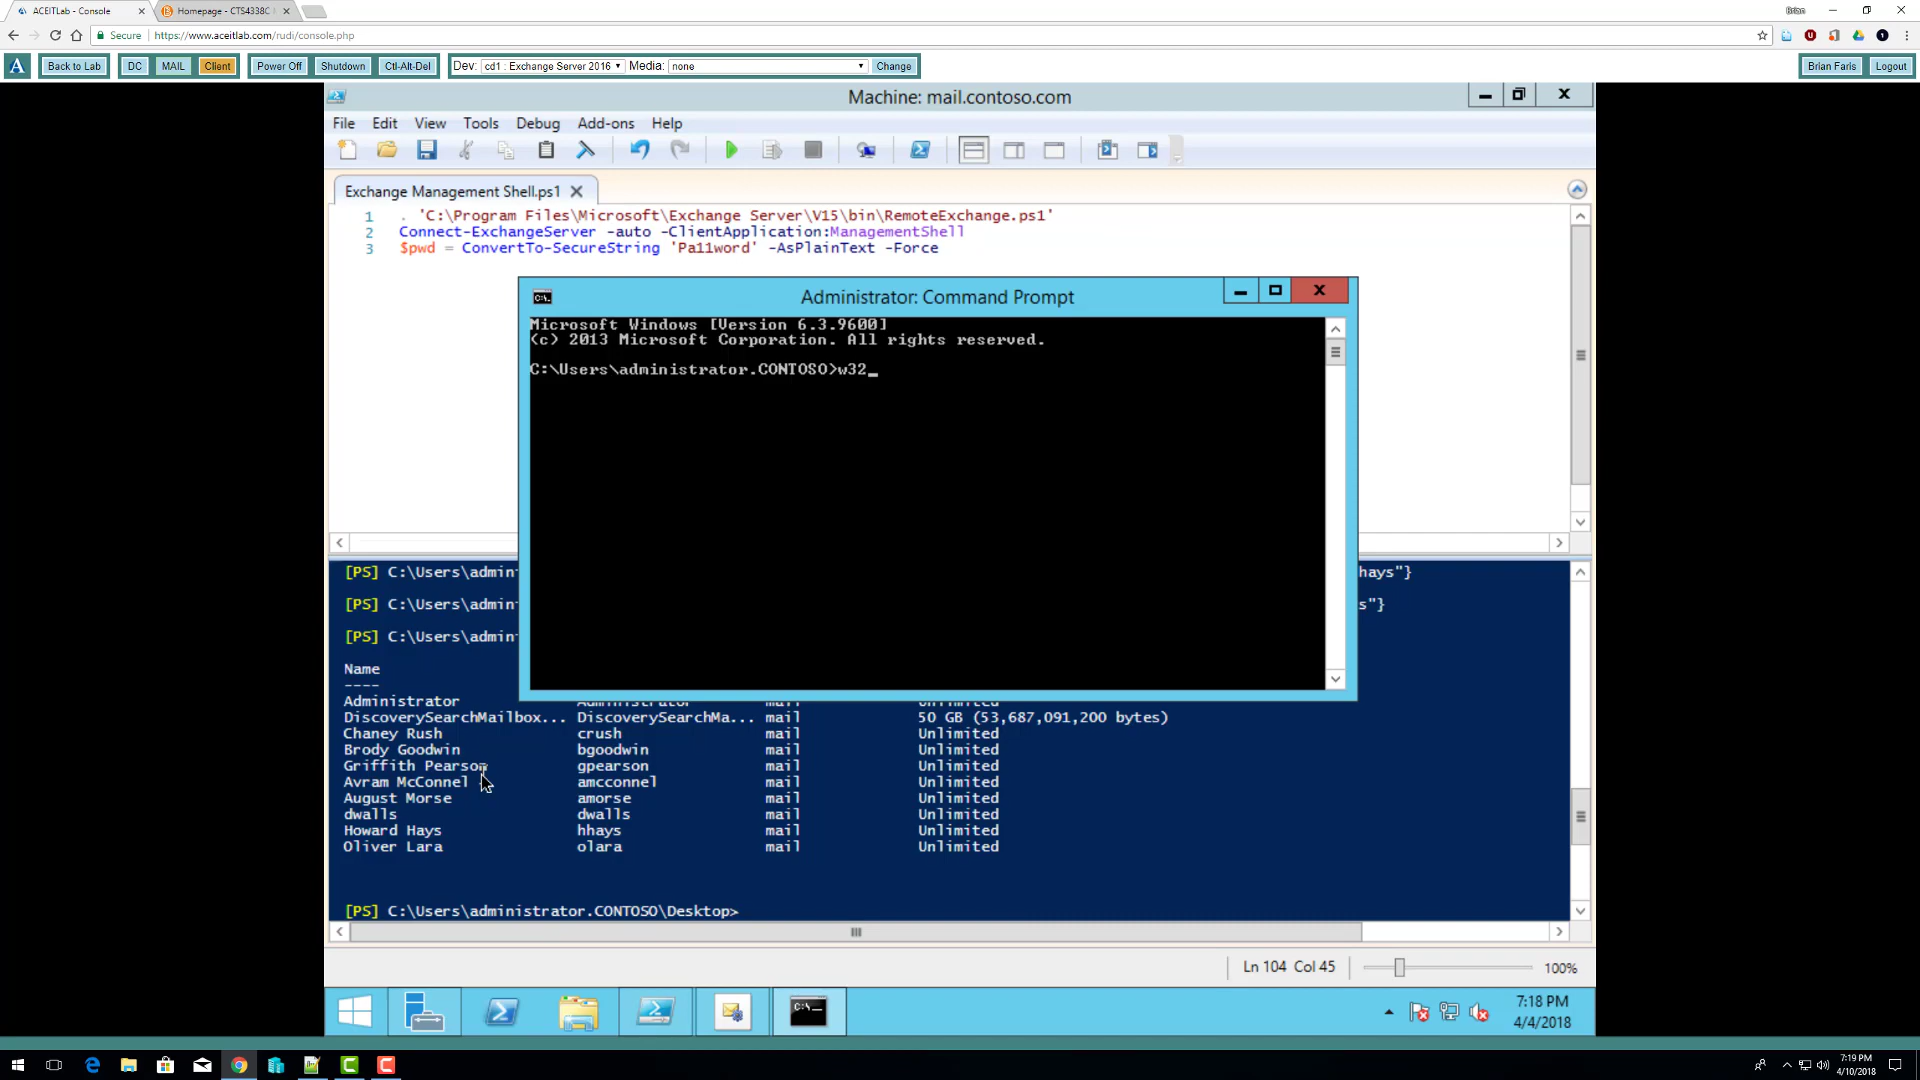 ACEITLab - Console
Homepage - CTS4338C
Brian
Secure https://www.aceitlab.com/rudi/console.php
Back to Lab DC MAIL Client Power Off Shutdown Ctl-Alt-Del Dev: cd1 : Exchange Server 2016 Media: none Change Brian Faris Logout
Machine: mail.contoso.com
File Edit View Tools Debug Add-ons Help
Exchange Management Shell.ps1
1 . 'C:\Program Files\Microsoft\Exchange Server\V15\bin\RemoteExchange.ps1'
2 Connect-ExchangeServer -auto -ClientApplication:ManagementShell
3 $pwd = ConvertTo-SecureString 'Pa11word' -AsPlainText -Force
Administrator: Command Prompt
Microsoft Windows [Version 6.3.9600]
(c) 2013 Microsoft Corporation. All rights reserved.
C:\Users\administrator.CONTOSO>w32_
[PS] C:\Users\admin hays"}
[PS] C:\Users\admin s"}
[PS] C:\Users\admin
Name
----
Administrator Administrator mail Unlimited
DiscoverySearchMailbox... DiscoverySearchMa... mail 50 GB (53,687,091,200 bytes)
Chaney Rush crush mail Unlimited
Brody Goodwin bgoodwin mail Unlimited
Griffith Pearson gpearson mail Unlimited
Avram McConnel amcconnel mail Unlimited
August Morse amorse mail Unlimited
dwalls dwalls mail Unlimited
Howard Hays hhays mail Unlimited
Oliver Lara olara mail Unlimited
[PS] C:\Users\administrator.CONTOSO\Desktop>
Ln 104 Col 45 100%
7:18 PM
4/4/2018
7:19 PM
4/10/2018